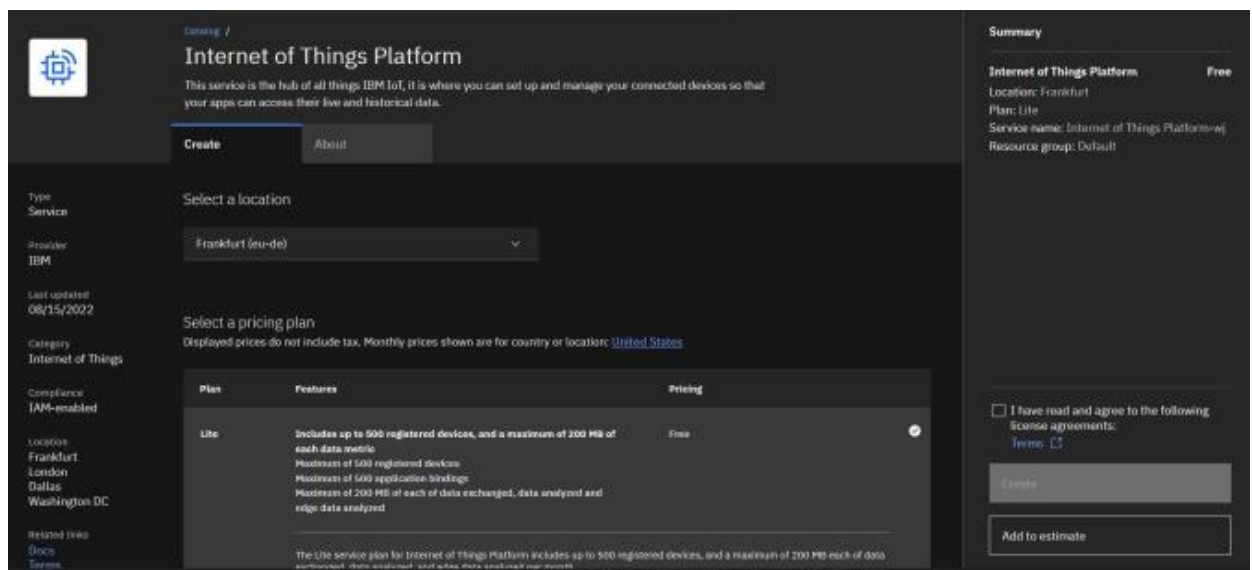 Catalog /
Internet of Things Platform
This service is the hub of all things IBM IoT, it is where you can set up and manage your connected devices so that
your apps can access their live and historical data.
Create
About
Type
Service
Provider
IBM
Last updated
08/15/2022
Category
Internet of Things
Compliance
IAM-enabled
Location
Frankfurt
London
Dallas
Washington DC
Related links
Docs
Terms
Select a location
Frankfurt (eu-de)
Select a pricing plan
Displayed prices do not include tax. Monthly prices shown are for country or location: United States
Plan Features Pricing
Lite Includes up to 500 registered devices, and a maximum of 200 MB of Free
each data metric
Maximum of 500 registered devices
Maximum of 500 application bindings
Maximum of 200 MB of each of data exchanged, data analyzed and
edge data analyzed
The Lite service plan for Internet of Things Platform includes up to 500 registered devices, and a maximum of 200 MB each of data
exchanged, data analyzed, and edge data analyzed per month
Summary
Internet of Things Platform Free
Location: Frankfurt
Plan: Lite
Service name: Internet of Things Platform-wj
Resource group: Default
I have read and agree to the following
license agreements:
Terms
Create
Add to estimate